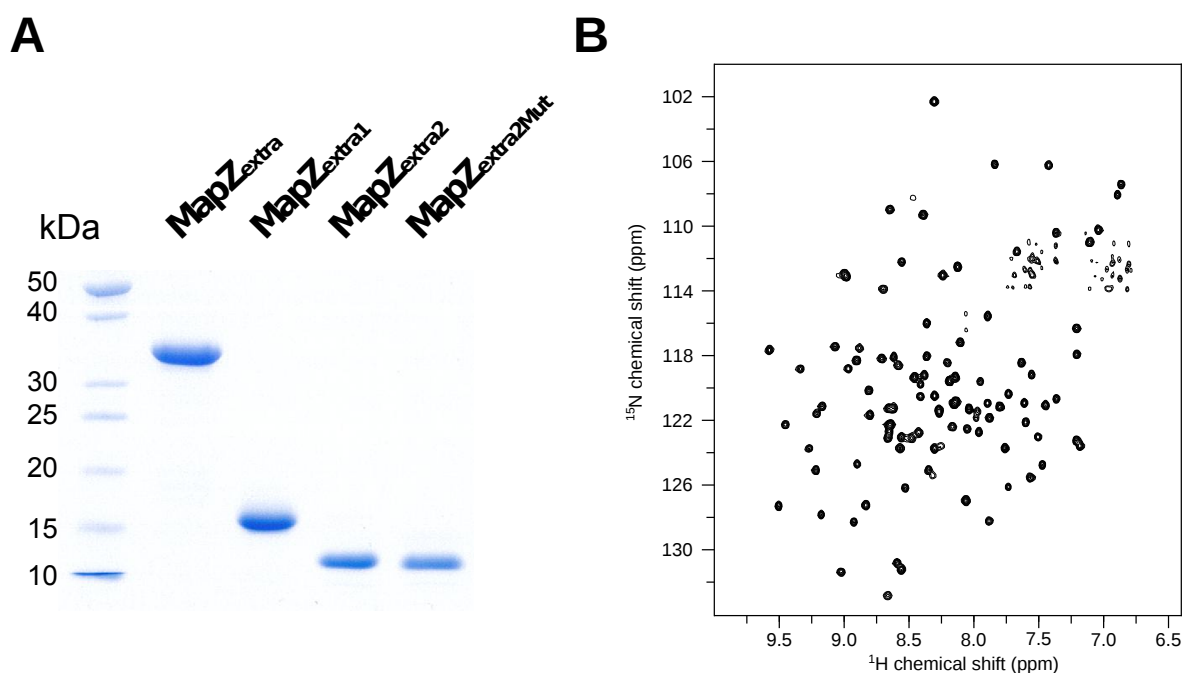 A
B
MapZextra
MapZextra1
MapZextra2
MapZextra2Mut
kDa
50
40
30
25
20
15
10
102
106
110
114
118
122
126
130
15N chemical shift (ppm)
9.5 9.0 8.5 8.0 7.5 7.0 6.5
1H chemical shift (ppm)